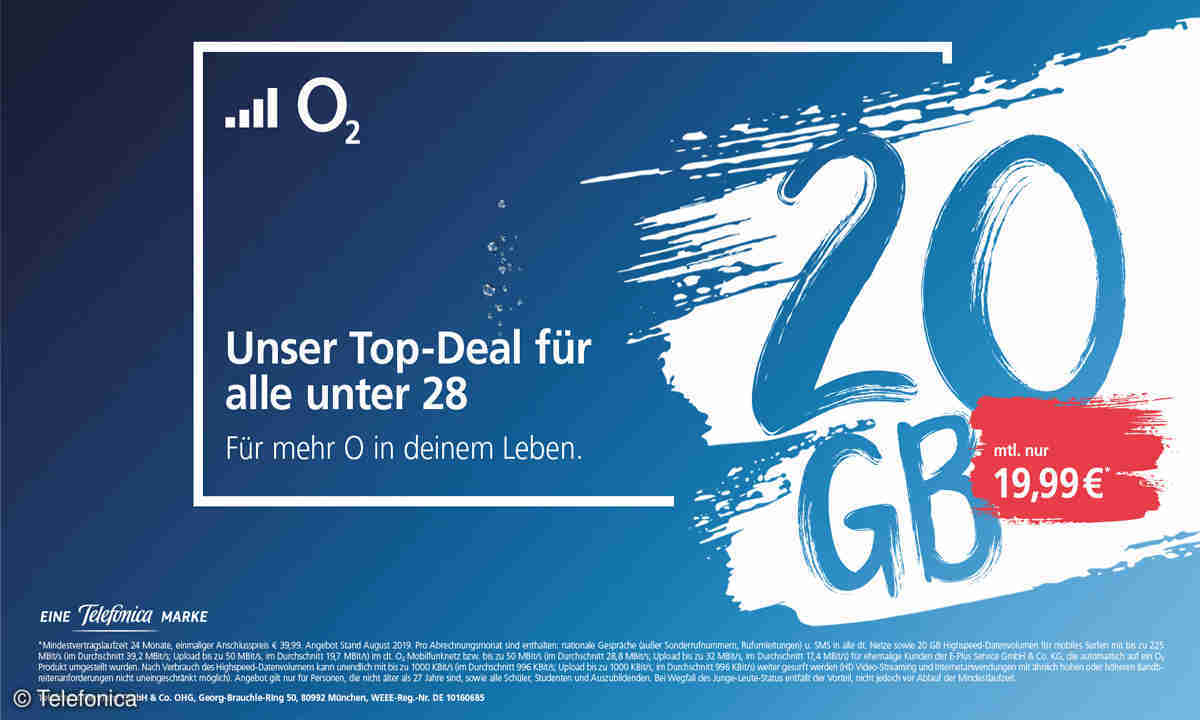 O2
Unser Top-Deal für
alle unter 28
Für mehr O in deinem Leben.
20
GB
mtl. nur
19,99 €*
EINE Telefónica MARKE
*Mindestvertragslaufzeit 24 Monate, einmaliger Anschlusspreis € 39,99. Angebot Stand August 2019. Pro Abrechnungsmonat sind enthalten: nationale Gespräche (außer Sonderrufnummern, Rufumleitungen) u. SMS in alle dt. Netze sowie 20 GB Highspeed-Datenvolumen für mobiles Surfen mit bis zu 225
MBit/s (im Durchschnitt 39,2 MBit/s; Upload bis zu 50 MBit/s, im Durchschnitt 19,7 MBit/s) im dt. O2 Mobilfunknetz bzw. bis zu 50 MBit/s (im Durchschnitt 28,8 MBit/s; Upload bis zu 32 MBit/s, im Durchschnitt 17,4 MBit/s) für ehemalige Kunden der E-Plus Service GmbH & Co. KG, die automatisch auf ein O2
Produkt umgestellt wurden. Nach Verbrauch des Highspeed-Datenvolumens kann unendlich mit bis zu 1000 KBit/s (im Durchschnitt 996 KBit/s; Upload bis zu 1000 KBit/s, im Durchschnitt 996 KBit/s) weiter gesurft werden (HD Video-Streaming und Internetanwendungen mit ähnlich hohen oder höheren Bandb-
reitenanforderungen nicht uneingeschränkt möglich). Angebot gilt nur für Personen, die nicht älter als 27 Jahre sind, sowie alle Schüler, Studenten und Auszubildenden. Bei Wegfall des Junge-Leute-Status entfällt der Vorteil, nicht jedoch vor Ablauf der Mindestlaufzeit.
© Telefonica
bH & Co. OHG, Georg-Brauchle-Ring 50, 80992 München, WEEE-Reg.-Nr. DE 10160685